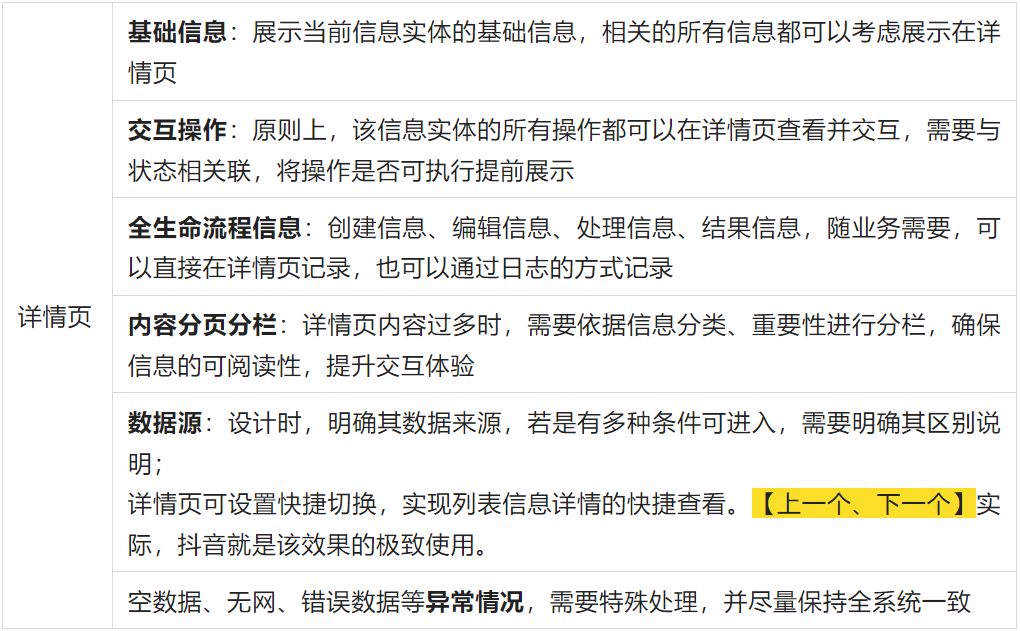 基础信息：展示当前信息实体的基础信息，相关的所有信息都可以考虑展示在详
情页
交互操作：原则上，该信息实体的所有操作都可以在详情页查看并交互，需要与
状态相关联，将操作是否可执行提前展示
全生命流程信息：创建信息、编辑信息、处理信息、结果信息，随业务需要，可
以直接在详情页记录，也可以通过日志的方式记录
详情页
内容分页分栏：详情页内容过多时，需要依据信息分类、重要性进行分栏，确保
信息的可阅读性，提升交互体验
数据源：设计时，明确其数据来源，若是有多种条件可进入，需要明确其区别说
明；
详情页可设置快捷切换，实现列表信息详情的快捷查看。【上一个、下一个】实
际，抖音就是该效果的极致使用。
空数据、无网、错误数据等异常情况，需要特殊处理，并尽量保持全系统一致